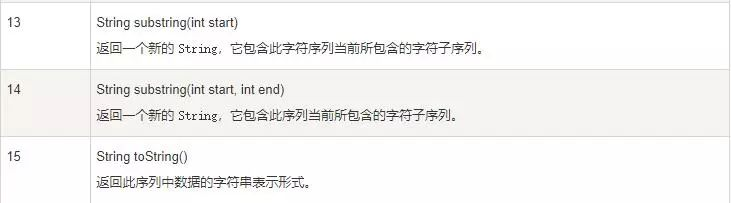 13
String substring(int start)
返回一个新的 String，它包含此字符序列当前所包含的字符子序列。
14
String substring(int start, int end)
返回一个新的 String，它包含此序列当前所包含的字符子序列。
15
String toString()
返回此序列中数据的字符串表示形式。